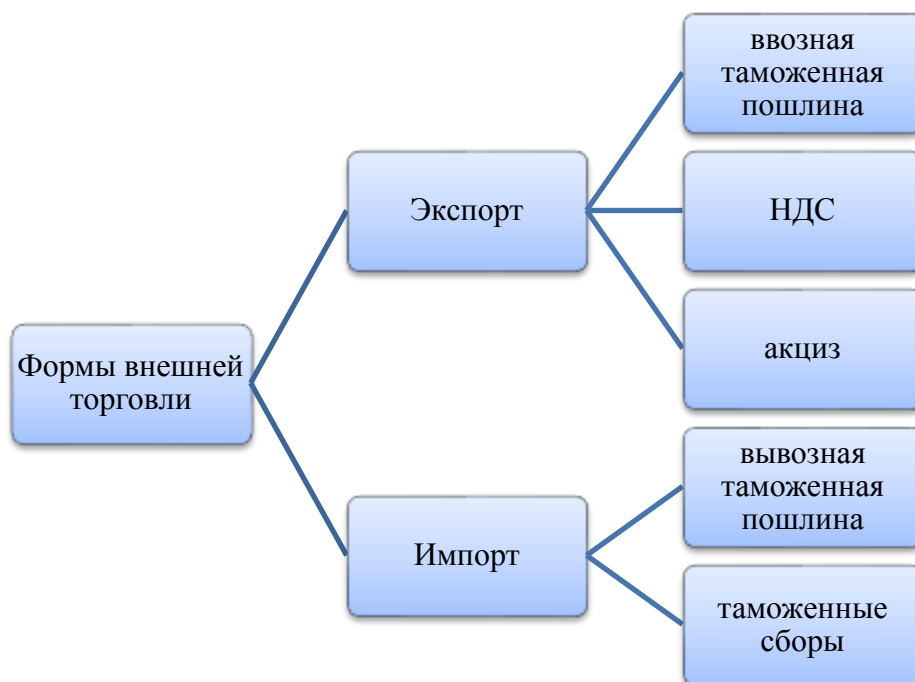 Формы внешней
торговли
Экспорт
ввозная
таможенная
пошлина
НДС
акциз
Импорт
вывозная
таможенная
пошлина
таможенные
сборы